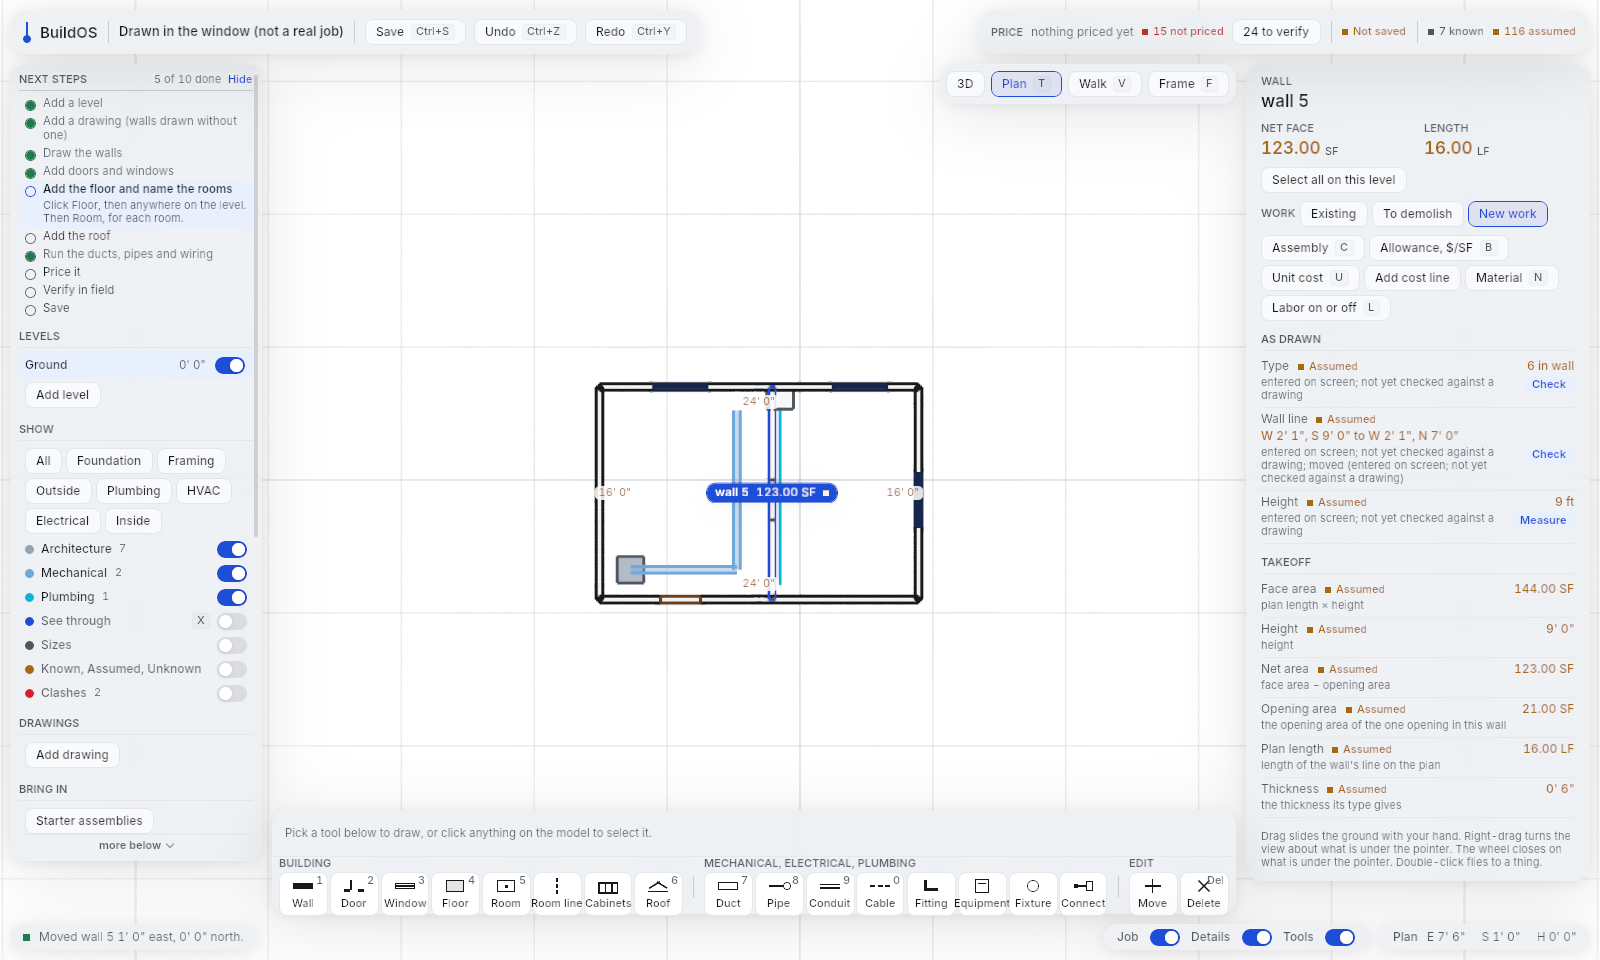 BuildOS
Drawn in the window (not a real job)
Save Ctrl+S
Undo Ctrl+Z
Redo Ctrl+Y
PRICE nothing priced yet
15 not priced
24 to verify
Not saved
7 known
116 assumed
3D
Plan T
Walk V
Frame F
NEXT STEPS
5 of 10 done
Hide
Add a level
Add a drawing (walls drawn without
one)
Draw the walls
Add doors and windows
Add the floor and name the rooms
Click Floor, then anywhere on the level.
Then Room, for each room.
Add the roof
Run the ducts, pipes and wiring
Price it
Verify in field
Save
LEVELS
Ground 0' 0"
Add level
SHOW
All
Foundation
Framing
Outside
Plumbing
HVAC
Electrical
Inside
Architecture 7
Mechanical 2
Plumbing 1
See through X
Sizes
Known, Assumed, Unknown
Clashes 2
DRAWINGS
Add drawing
BRING IN
Starter assemblies
more below
24' 0"
16' 0"
wall 5 123.00 SF
16' 0"
24' 0"
WALL
wall 5
NET FACE
LENGTH
123.00 SF
16.00 LF
Select all on this level
WORK
Existing
To demolish
New work
Assembly C
Allowance, $/SF B
Unit cost U
Add cost line
Material N
Labor on or off L
AS DRAWN
Type Assumed 6 in wall
entered on screen; not yet checked against a
drawing
Check
Wall line Assumed
W 2' 1", S 9' 0" to W 2' 1", N 7' 0"
entered on screen; not yet checked against a
drawing; moved (entered on screen; not yet
checked against a drawing)
Check
Height Assumed 9 ft
entered on screen; not yet checked against a
drawing
Measure
TAKEOFF
Face area Assumed 144.00 SF
plan length × height
Height Assumed 9' 0"
height
Net area Assumed 123.00 SF
face area − opening area
Opening area Assumed 21.00 SF
the opening area of the one opening in this wall
Plan length Assumed 16.00 LF
length of the wall's line on the plan
Thickness Assumed 0' 6"
the thickness its type gives
Drag slides the ground with your hand. Right-drag turns the
view about what is under the pointer. The wheel closes on
what is under the pointer. Double-click flies to a thing.
Pick a tool below to draw, or click anything on the model to select it.
BUILDING
MECHANICAL, ELECTRICAL, PLUMBING
EDIT
Wall 1
Door 2
Window 3
Floor 4
Room 5
Room line
Cabinets
Roof 6
Duct 7
Pipe 8
Conduit 9
Cable 0
Fitting
Equipment
Fixture
Connect
Move
Delete Del
Moved wall 5 1' 0" east, 0' 0" north.
Job
Details
Tools
Plan E 7' 6" S 1' 0" H 0' 0"